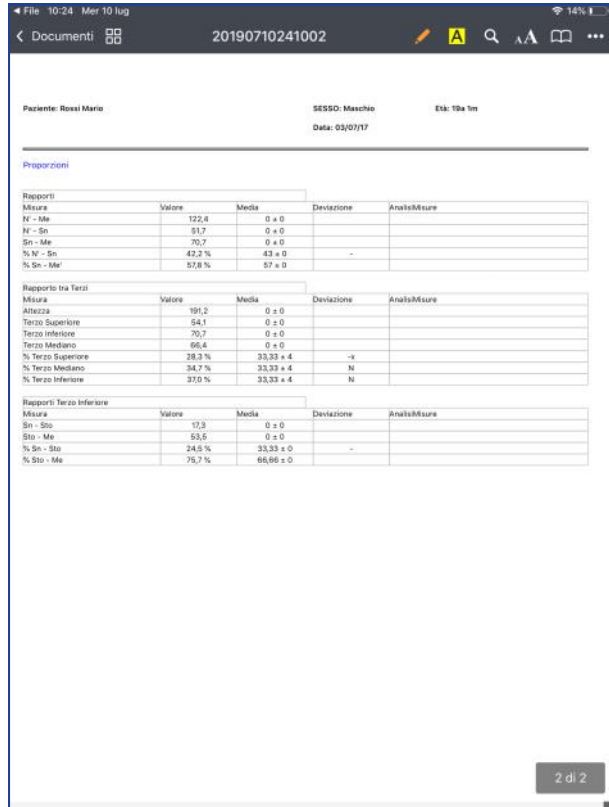 ◄ File 10:24 Mer 10 lug 14%
Documenti 20190710241002 A AA
Paziente: Rossi Mario SESSO: Maschio Età: 19a 1m
Data: 03/07/17
Proporzioni
Rapporti
Misura Valore Media Deviazione AnalisiMisure
N' - Me 122,4 0 ± 0
N' - Sn 51,7 0 ± 0
Sn - Me 70,7 0 ± 0
% N' - Sn 42,2 % 43 ± 0 -
% Sn - Me' 57,8 % 57 ± 0
Rapporto tra Terzi
Misura Valore Media Deviazione AnalisiMisure
Altezza 191,2 0 ± 0
Terzo Superiore 54,1 0 ± 0
Terzo Inferiore 70,7 0 ± 0
Terzo Mediano 66,4 0 ± 0
% Terzo Superiore 28,3 % 33,33 ± 4 -x
% Terzo Mediano 34,7 % 33,33 ± 4 N
% Terzo Inferiore 37,0 % 33,33 ± 4 N
Rapporti Terzo Inferiore
Misura Valore Media Deviazione AnalisiMisure
Sn - Sto 17,3 0 ± 0
Sto - Me 53,5 0 ± 0
% Sn - Sto 24,5 % 33,33 ± 0 -
% Sto - Me 75,7 % 66,66 ± 0
2 di 2